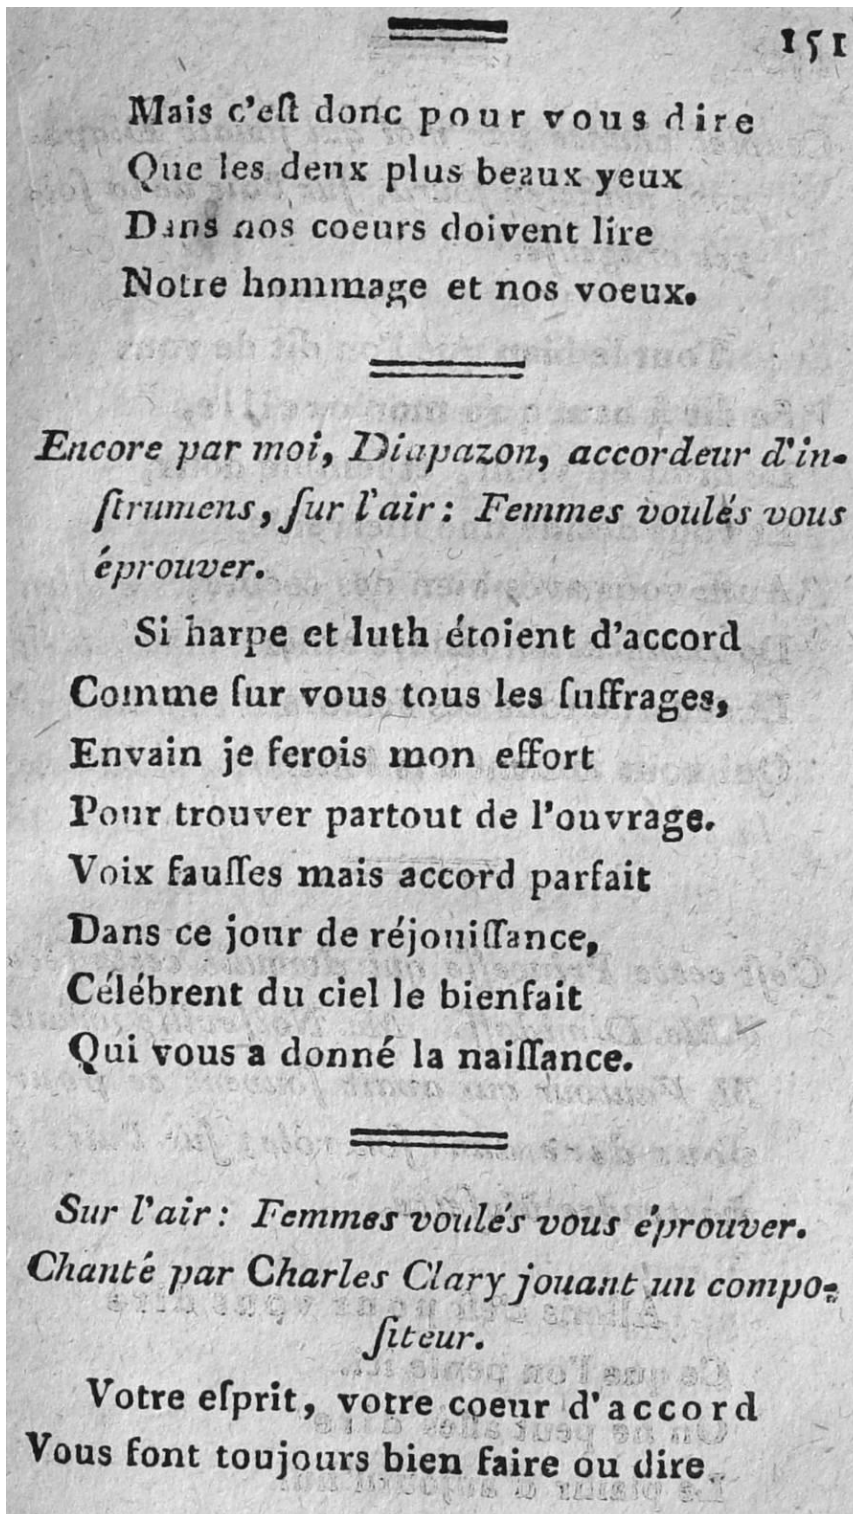 151
Mais c'eſt donc pour vous dire
Que les deux plus beaux yeux
Dans nos coeurs doivent lire
Notre hommage et nos voeux.
Encore par moi, Diapazon, accordeur d'in-
ſtrumens, ſur l'air: Femmes voulés vous
éprouver.
Si harpe et luth étoient d'accord
Comme ſur vous tous les ſuffrages,
Envain je ferois mon effort
Pour trouver partout de l'ouvrage.
Voix fauſſes mais accord parfait
Dans ce jour de réjouiſſance,
Célébrent du ciel le bienfait
Qui vous a donné la naiſſance.
Sur l'air: Femmes voulés vous éprouver.
Chanté par Charles Clary jouant un compo-
ſiteur.
Votre eſprit, votre coeur d'accord
Vous font toujours bien faire ou dire